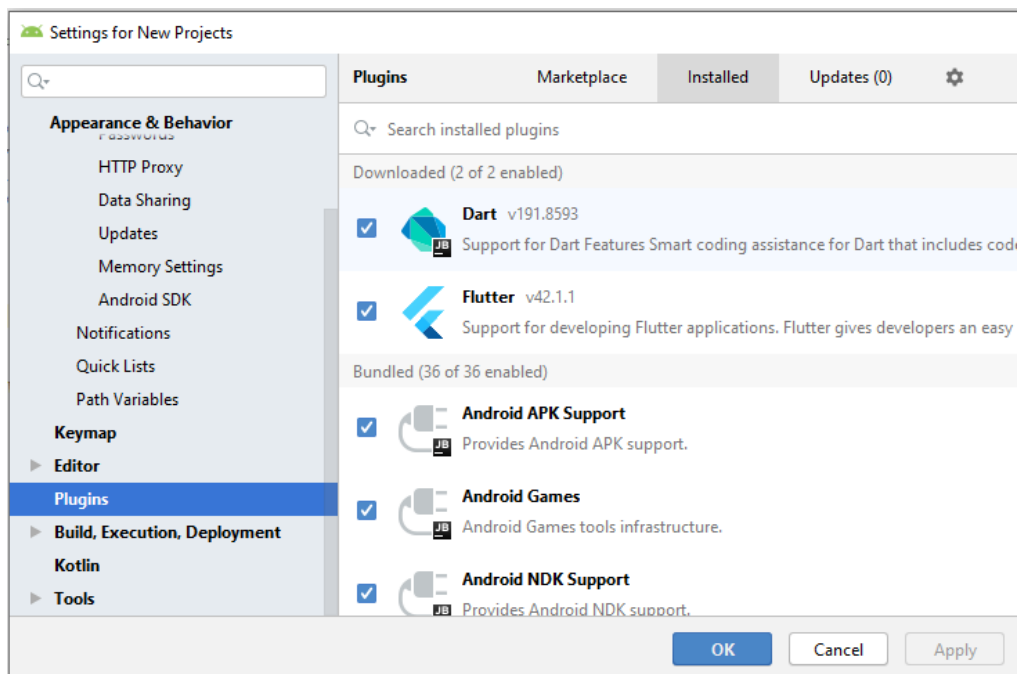 Settings for New Projects
Plugins Marketplace Installed Updates (0)
Appearance & Behavior
Passwords
HTTP Proxy
Data Sharing
Updates
Memory Settings
Android SDK
Notifications
Quick Lists
Path Variables
Keymap
Editor
Plugins
Build, Execution, Deployment
Kotlin
Tools
Search installed plugins
Downloaded (2 of 2 enabled)
Dart v191.8593
JB
Support for Dart Features Smart coding assistance for Dart that includes code
Flutter v42.1.1
Support for developing Flutter applications. Flutter gives developers an easy
Bundled (36 of 36 enabled)
Android APK Support
JB
Provides Android APK support.
Android Games
JB
Android Games tools infrastructure.
Android NDK Support
JB
Provides Android NDK support.
OK Cancel Apply